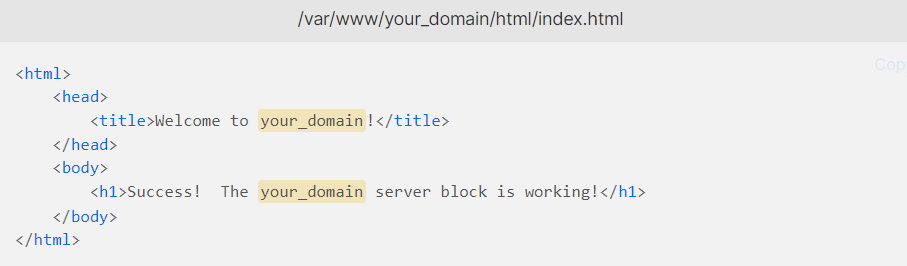 /var/www/your_domain/html/index.html
Cop
<html>
    <head>
        <title>Welcome to your_domain!</title>
    </head>
    <body>
        <h1>Success!  The your_domain server block is working!</h1>
    </body>
</html>